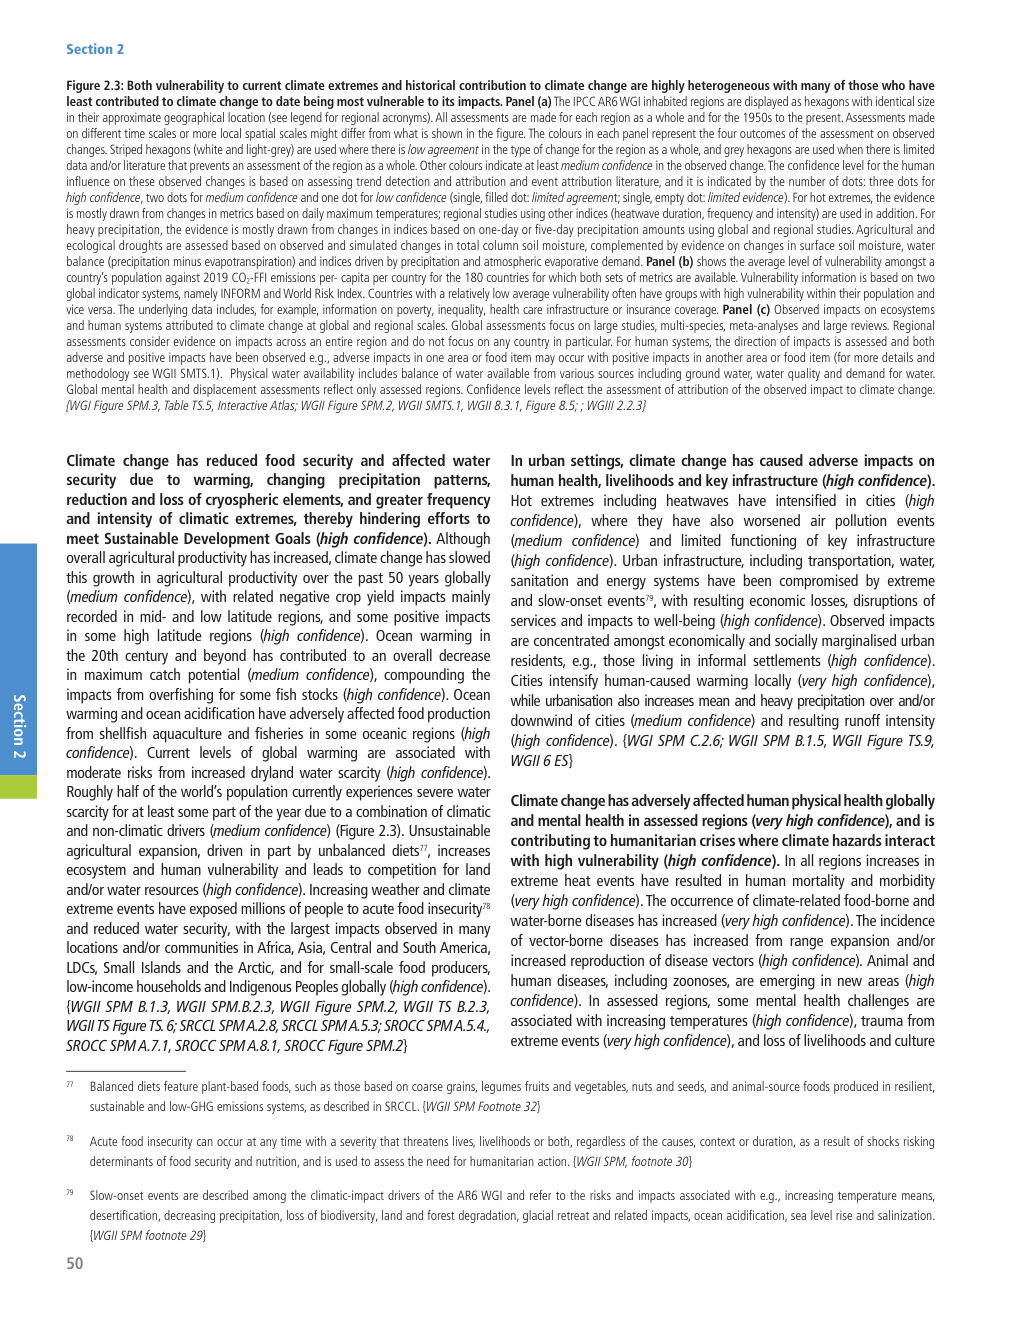 Section 2
Figure 2.3: Both vulnerability to current climate extremes and historical contribution to climate change are highly heterogeneous with many of those who have
least contributed to climate change to date being most vulnerable to its impacts. Panel (a) The IPCC AR6 WGI inhabited regions are displayed as hexagons with identical size
in their approximate geographical location (see legend for regional acronyms). All assessments are made for each region as a whole and for the 1950s to the present. Assessments made
on different time scales or more local spatial scales might differ from what is shown in the figure. The colours in each panel represent the four outcomes of the assessment on observed
changes. Striped hexagons (white and light-grey) are used where there is low agreement in the type of change for the region as a whole, and grey hexagons are used when there is limited
data and/or literature that prevents an assessment of the region as a whole. Other colours indicate at least medium confidence in the observed change. The confidence level for the human
influence on these observed changes is based on assessing trend detection and attribution and event attribution literature, and it is indicated by the number of dots: three dots for
high confidence, two dots for medium confidence and one dot for low confidence (single, filled dot: limited agreement; single, empty dot: limited evidence). For hot extremes, the evidence
is mostly drawn from changes in metrics based on daily maximum temperatures; regional studies using other indices (heatwave duration, frequency and intensity) are used in addition. For
heavy precipitation, the evidence is mostly drawn from changes in indices based on one-day or five-day precipitation amounts using global and regional studies. Agricultural and
ecological droughts are assessed based on observed and simulated changes in total column soil moisture, complemented by evidence on changes in surface soil moisture, water
balance (precipitation minus evapotranspiration) and indices driven by precipitation and atmospheric evaporative demand. Panel (b) shows the average level of vulnerability amongst a
country's population against 2019 CO₂-FFI emissions per- capita per country for the 180 countries for which both sets of metrics are available. Vulnerability information is based on two
global indicator systems, namely INFORM and World Risk Index. Countries with a relatively low average vulnerability often have groups with high vulnerability within their population and
vice versa. The underlying data includes, for example, information on poverty, inequality, health care infrastructure or insurance coverage. Panel (c) Observed impacts on ecosystems
and human systems attributed to climate change at global and regional scales. Global assessments focus on large studies, multi-species, meta-analyses and large reviews. Regional
assessments consider evidence on impacts across an entire region and do not focus on any country in particular. For human systems, the direction of impacts is assessed and both
adverse and positive impacts have been observed e.g., adverse impacts in one area or food item may occur with positive impacts in another area or food item (for more details and
methodology see WGII SMTS.1). Physical water availability includes balance of water available from various sources including ground water, water quality and demand for water.
Global mental health and displacement assessments reflect only assessed regions. Confidence levels reflect the assessment of attribution of the observed impact to climate change.
{WGI Figure SPM.3, Table TS.5, Interactive Atlas; WGII Figure SPM.2, WGII SMTS.1, WGII 8.3.1, Figure 8.5; ; WGIII 2.2.3}
Climate change has reduced food security and affected water
security due to warming, changing precipitation patterns,
reduction and loss of cryospheric elements, and greater frequency
and intensity of climatic extremes, thereby hindering efforts to
meet Sustainable Development Goals (high confidence). Although
overall agricultural productivity has increased, climate change has slowed
this growth in agricultural productivity over the past 50 years globally
(medium confidence), with related negative crop yield impacts mainly
recorded in mid- and low latitude regions, and some positive impacts
in some high latitude regions (high confidence). Ocean warming in
the 20th century and beyond has contributed to an overall decrease
in maximum catch potential (medium confidence), compounding the
impacts from overfishing for some fish stocks (high confidence). Ocean
warming and ocean acidification have adversely affected food production
from shellfish aquaculture and fisheries in some oceanic regions (high
confidence). Current levels of global warming are associated with
moderate risks from increased dryland water scarcity (high confidence).
Roughly half of the world's population currently experiences severe water
scarcity for at least some part of the year due to a combination of climatic
and non-climatic drivers (medium confidence) (Figure 2.3). Unsustainable
agricultural expansion, driven in part by unbalanced diets⁷⁷, increases
ecosystem and human vulnerability and leads to competition for land
and/or water resources (high confidence). Increasing weather and climate
extreme events have exposed millions of people to acute food insecurity⁷⁸
and reduced water security, with the largest impacts observed in many
locations and/or communities in Africa, Asia, Central and South America,
LDCs, Small Islands and the Arctic, and for small-scale food producers,
low-income households and Indigenous Peoples globally (high confidence).
{WGII SPM B.1.3, WGII SPM.B.2.3, WGII Figure SPM.2, WGII TS B.2.3,
WGII TS Figure TS. 6; SRCCL SPM A.2.8, SRCCL SPM A.5.3; SROCC SPM A.5.4.,
SROCC SPM A.7.1, SROCC SPM A.8.1, SROCC Figure SPM.2}
In urban settings, climate change has caused adverse impacts on
human health, livelihoods and key infrastructure (high confidence).
Hot extremes including heatwaves have intensified in cities (high
confidence), where they have also worsened air pollution events
(medium confidence) and limited functioning of key infrastructure
(high confidence). Urban infrastructure, including transportation, water,
sanitation and energy systems have been compromised by extreme
and slow-onset events⁷⁹, with resulting economic losses, disruptions of
services and impacts to well-being (high confidence). Observed impacts
are concentrated amongst economically and socially marginalised urban
residents, e.g., those living in informal settlements (high confidence).
Cities intensify human-caused warming locally (very high confidence),
while urbanisation also increases mean and heavy precipitation over and/or
downwind of cities (medium confidence) and resulting runoff intensity
(high confidence). {WGI SPM C.2.6; WGII SPM B.1.5, WGII Figure TS.9,
WGII 6 ES}
Climate change has adversely affected human physical health globally
and mental health in assessed regions (very high confidence), and is
contributing to humanitarian crises where climate hazards interact
with high vulnerability (high confidence). In all regions increases in
extreme heat events have resulted in human mortality and morbidity
(very high confidence). The occurrence of climate-related food-borne and
water-borne diseases has increased (very high confidence). The incidence
of vector-borne diseases has increased from range expansion and/or
increased reproduction of disease vectors (high confidence). Animal and
human diseases, including zoonoses, are emerging in new areas (high
confidence). In assessed regions, some mental health challenges are
associated with increasing temperatures (high confidence), trauma from
extreme events (very high confidence), and loss of livelihoods and culture
Section 2
77 Balanced diets feature plant-based foods, such as those based on coarse grains, legumes fruits and vegetables, nuts and seeds, and animal-source foods produced in resilient,
sustainable and low-GHG emissions systems, as described in SRCCL. {WGII SPM Footnote 32}
78 Acute food insecurity can occur at any time with a severity that threatens lives, livelihoods or both, regardless of the causes, context or duration, as a result of shocks risking
determinants of food security and nutrition, and is used to assess the need for humanitarian action. {WGII SPM, footnote 30}
79 Slow-onset events are described among the climatic-impact drivers of the AR6 WGI and refer to the risks and impacts associated with e.g., increasing temperature means,
desertification, decreasing precipitation, loss of biodiversity, land and forest degradation, glacial retreat and related impacts, ocean acidification, sea level rise and salinization.
{WGII SPM footnote 29}
50